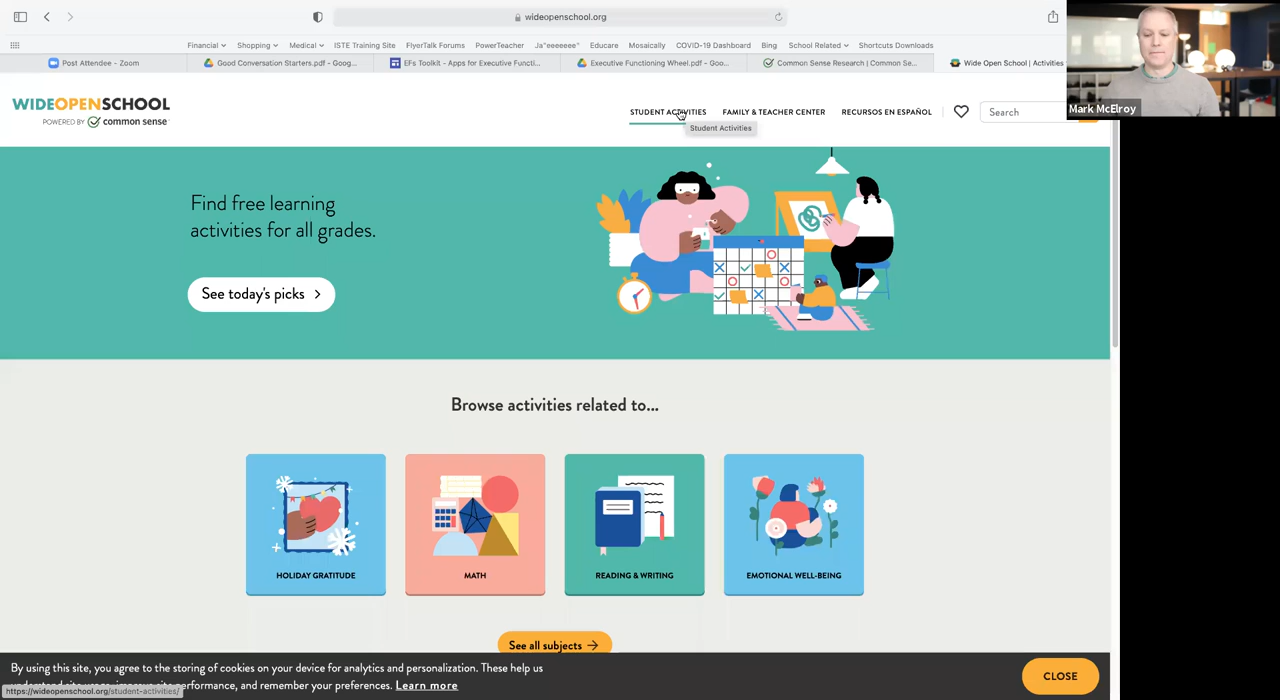 wideopenschool.org
Financial Shopping Medical ISTE Training Site FlyerTalk Forums PowerTeacher Ja"eeeeee" Educare Mosaically COVID-19 Dashboard Bing School Related Shortcuts Downloads
Post Attendee - Zoom
Good Conversation Starters.pdf - Goog...
EFs Toolkit - Apps for Executive Functi...
Executive Functioning Wheel.pdf - Goo...
Common Sense Research | Common Se...
Wide Open School | Activities
Mark McElroy
WIDEOPENSCHOOL
POWERED BY common sense
STUDENT ACTIVITIES
FAMILY & TEACHER CENTER
RECURSOS EN ESPAÑOL
Search
Student Activities
Find free learning
activities for all grades.
See today's picks
Browse activities related to...
HOLIDAY GRATITUDE
MATH
READING & WRITING
EMOTIONAL WELL-BEING
See all subjects
By using this site, you agree to the storing of cookies on your device for analytics and personalization. These help us
performance, and remember your preferences. Learn more
https://wideopenschool.org/student-activities/
CLOSE